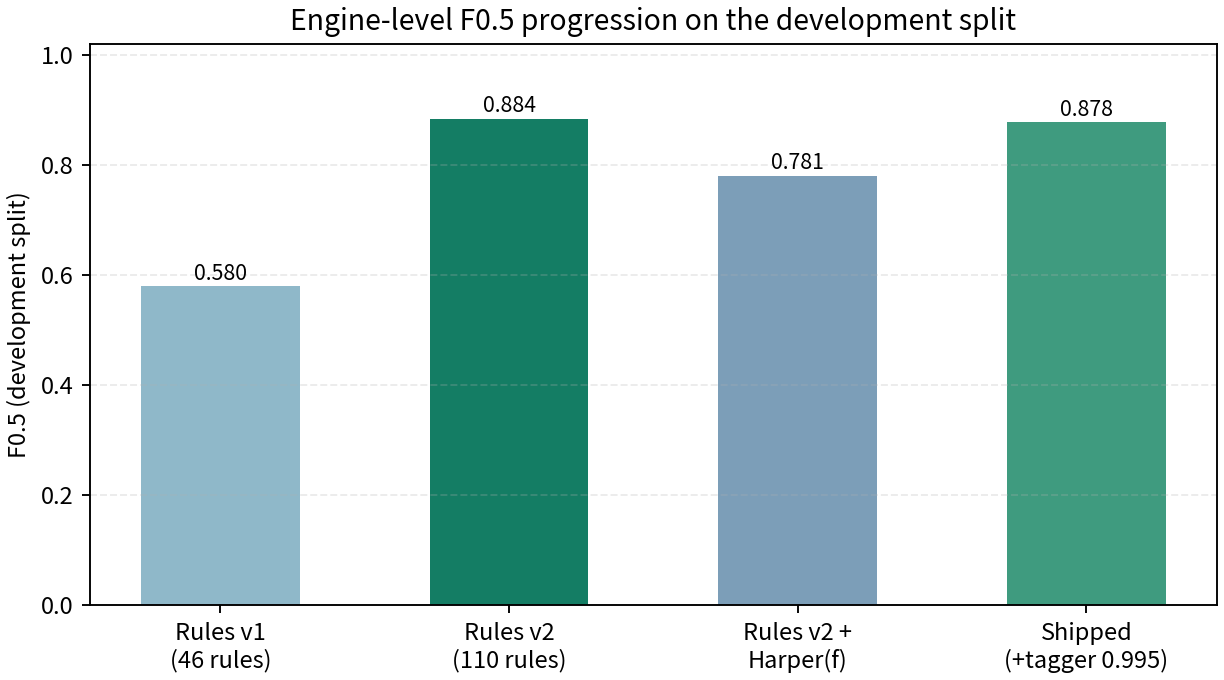 Engine-level F0.5 progression on the development split
F0.5 (development split)
1.0
0.8
0.6
0.4
0.2
0.0
0.580
0.884
0.781
0.878
Rules v1
(46 rules)
Rules v2
(110 rules)
Rules v2 +
Harper(f)
Shipped
(+tagger 0.995)